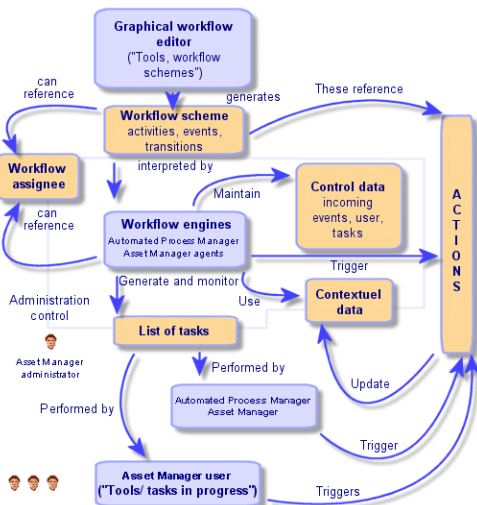 Graphical workflow
editor
("Tools, workflow
schemes")
can
reference
generates
These reference
Workflow scheme
activities, events,
transitions
interpreted by
Workflow
assignee
Maintain
Control data
incoming
events, user,
tasks
A
C
T
I
O
N
S
can
reference
Workflow engines
Automated Process Manager
Asset Manager agents
Trigger
Generate and monitor
Use
Contextuel
data
Administration
control
List of tasks
Asset Manager
administrator
Performed by
Update
Automated Process Manager
Asset Manager
Performed by
Trigger
Asset Manager user
("Tools/ tasks in progress")
Triggers